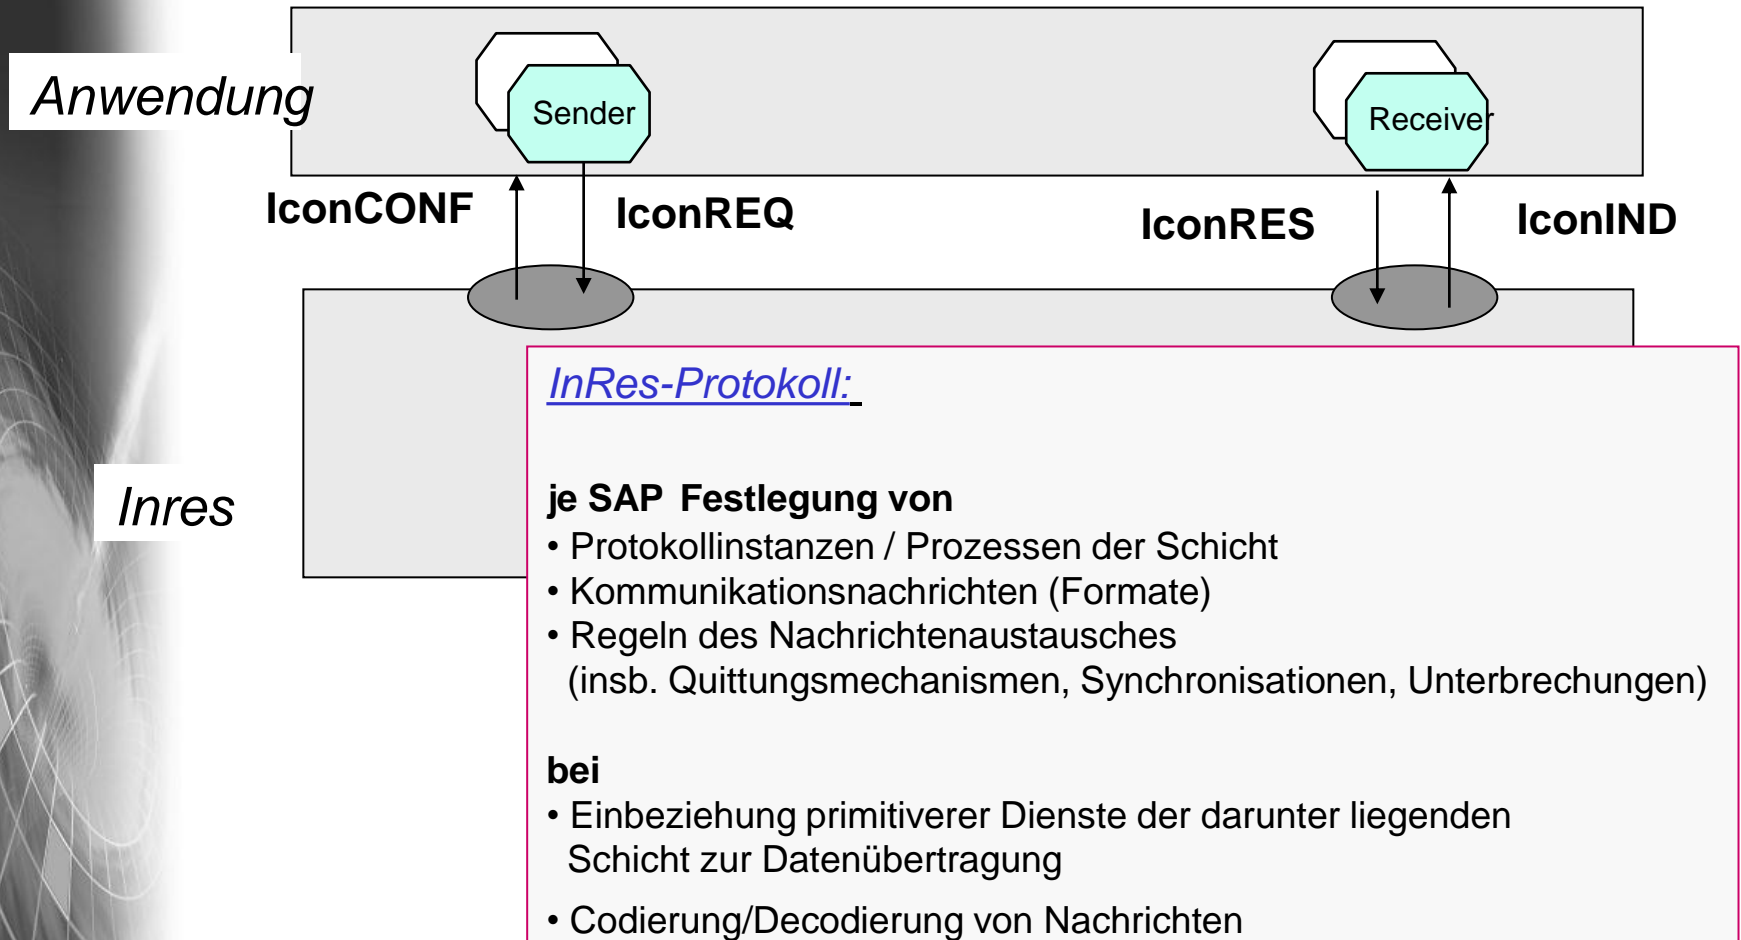 Anwendung
Sender
Receiver
IconCONF
IconREQ
IconRES
IconIND
InRes-Protokoll:
Inres
je SAP Festlegung von
• Protokollinstanzen / Prozessen der Schicht
• Kommunikationsnachrichten (Formate)
• Regeln des Nachrichtenaustausches
(insb. Quittungsmechanismen, Synchronisationen, Unterbrechungen)
bei
• Einbeziehung primitiverer Dienste der darunter liegenden
Schicht zur Datenübertragung
• Codierung/Decodierung von Nachrichten